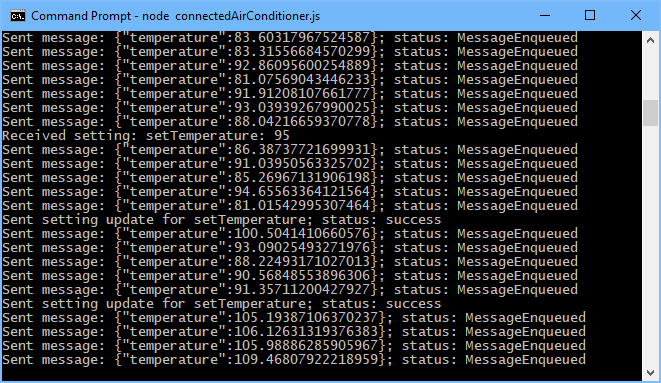 Command Prompt - node  connectedAirConditioner.js
Sent message: {"temperature":83.60317967524587}; status: MessageEnqueued
Sent message: {"temperature":83.31556684570299}; status: MessageEnqueued
Sent message: {"temperature":92.86095600254889}; status: MessageEnqueued
Sent message: {"temperature":81.07569043446233}; status: MessageEnqueued
Sent message: {"temperature":91.91208107661777}; status: MessageEnqueued
Sent message: {"temperature":93.03939267990025}; status: MessageEnqueued
Sent message: {"temperature":88.04216659370778}; status: MessageEnqueued
Received setting: setTemperature: 95
Sent message: {"temperature":86.38737721699931}; status: MessageEnqueued
Sent message: {"temperature":91.03950563325702}; status: MessageEnqueued
Sent message: {"temperature":85.26967131906198}; status: MessageEnqueued
Sent message: {"temperature":94.65563364121564}; status: MessageEnqueued
Sent message: {"temperature":81.01542995307464}; status: MessageEnqueued
Sent setting update for setTemperature; status: success
Sent message: {"temperature":100.5041410660576}; status: MessageEnqueued
Sent message: {"temperature":93.09025493271976}; status: MessageEnqueued
Sent message: {"temperature":88.22493171027013}; status: MessageEnqueued
Sent message: {"temperature":90.56848553896306}; status: MessageEnqueued
Sent message: {"temperature":91.35711200427927}; status: MessageEnqueued
Sent setting update for setTemperature; status: success
Sent message: {"temperature":105.19387106370237}; status: MessageEnqueued
Sent message: {"temperature":106.12631319376383}; status: MessageEnqueued
Sent message: {"temperature":105.98886285905967}; status: MessageEnqueued
Sent message: {"temperature":109.46807922218959}; status: MessageEnqueued